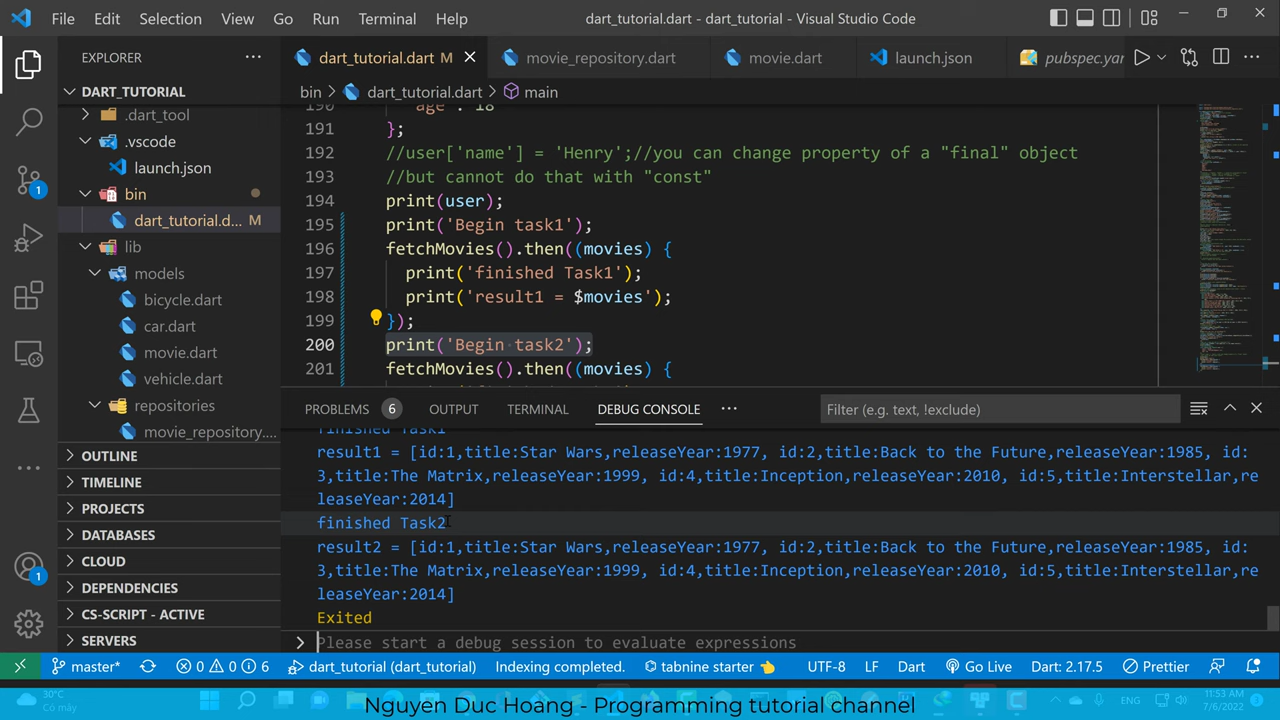 File Edit Selection View Go Run Terminal Help dart_tutorial.dart - dart_tutorial - Visual Studio Code
EXPLORER
dart_tutorial.dart M movie_repository.dart movie.dart launch.json pubspec.yar
DART_TUTORIAL
bin dart_tutorial.dart main
.dart_tool
.vscode
launch.json
bin
dart_tutorial.d... M
lib
models
bicycle.dart
car.dart
movie.dart
vehicle.dart
repositories
movie_repository....
OUTLINE
TIMELINE
PROJECTS
DATABASES
CLOUD
DEPENDENCIES
CS-SCRIPT - ACTIVE
SERVERS
1
1
190 'age': 18
191 };
192 //user['name'] = 'Henry';//you can change property of a "final" object
193 //but cannot do that with "const"
194 print(user);
195 print('Begin task1');
196 fetchMovies().then((movies) {
197 print('finished Task1');
198 print('result1 = $movies');
199 });
200 print('Begin task2');
201 fetchMovies().then((movies) {
PROBLEMS 6 OUTPUT TERMINAL DEBUG CONSOLE Filter (e.g. text, !exclude)
finished Task1
result1 = [id:1,title:Star Wars,releaseYear:1977, id:2,title:Back to the Future,releaseYear:1985, id:
3,title:The Matrix,releaseYear:1999, id:4,title:Inception,releaseYear:2010, id:5,title:Interstellar,re
leaseYear:2014]
finished Task2
result2 = [id:1,title:Star Wars,releaseYear:1977, id:2,title:Back to the Future,releaseYear:1985, id:
3,title:The Matrix,releaseYear:1999, id:4,title:Inception,releaseYear:2010, id:5,title:Interstellar,re
leaseYear:2014]
Exited
Please start a debug session to evaluate expressions
master* 0 0 6 dart_tutorial (dart_tutorial) Indexing completed. tabnine starter UTF-8 LF Dart Go Live Dart: 2.17.5 Prettier
30°C
Có mây
ENG
11:53 AM
7/6/2022
Nguyen Duc Hoang - Programming tutorial channel